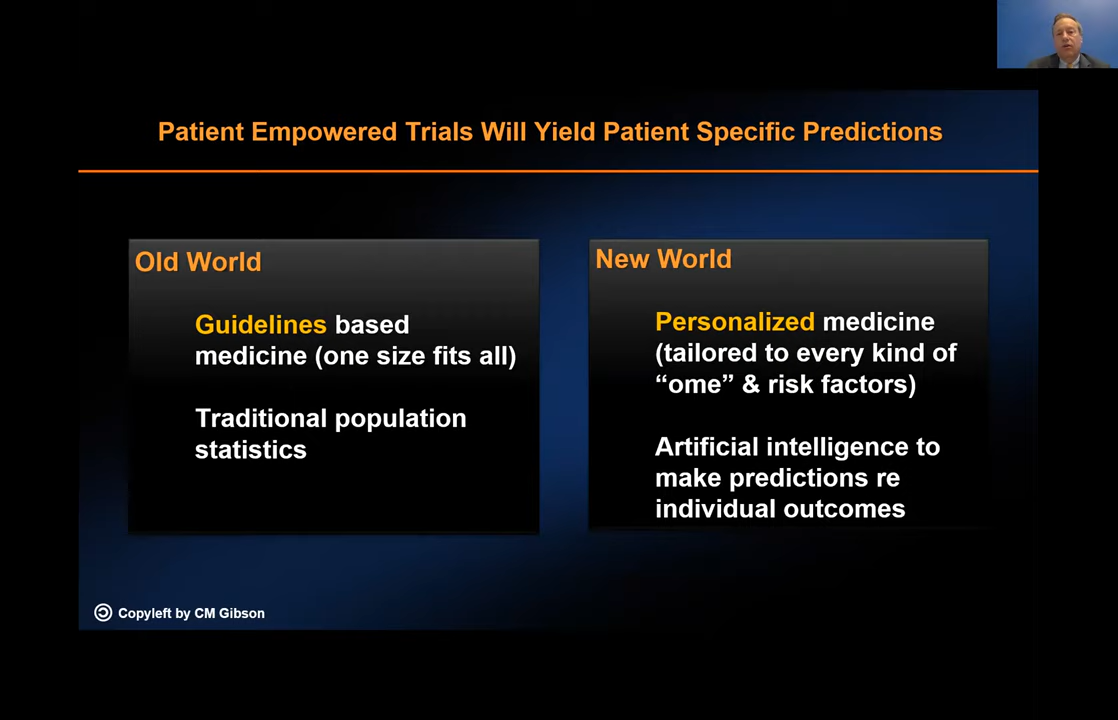 Patient Empowered Trials Will Yield Patient Specific Predictions
Old World
Guidelines based
medicine (one size fits all)
Traditional population
statistics
New World
Personalized medicine
(tailored to every kind of
“ome” & risk factors)
Artificial intelligence to
make predictions re
individual outcomes
Copyleft by CM Gibson